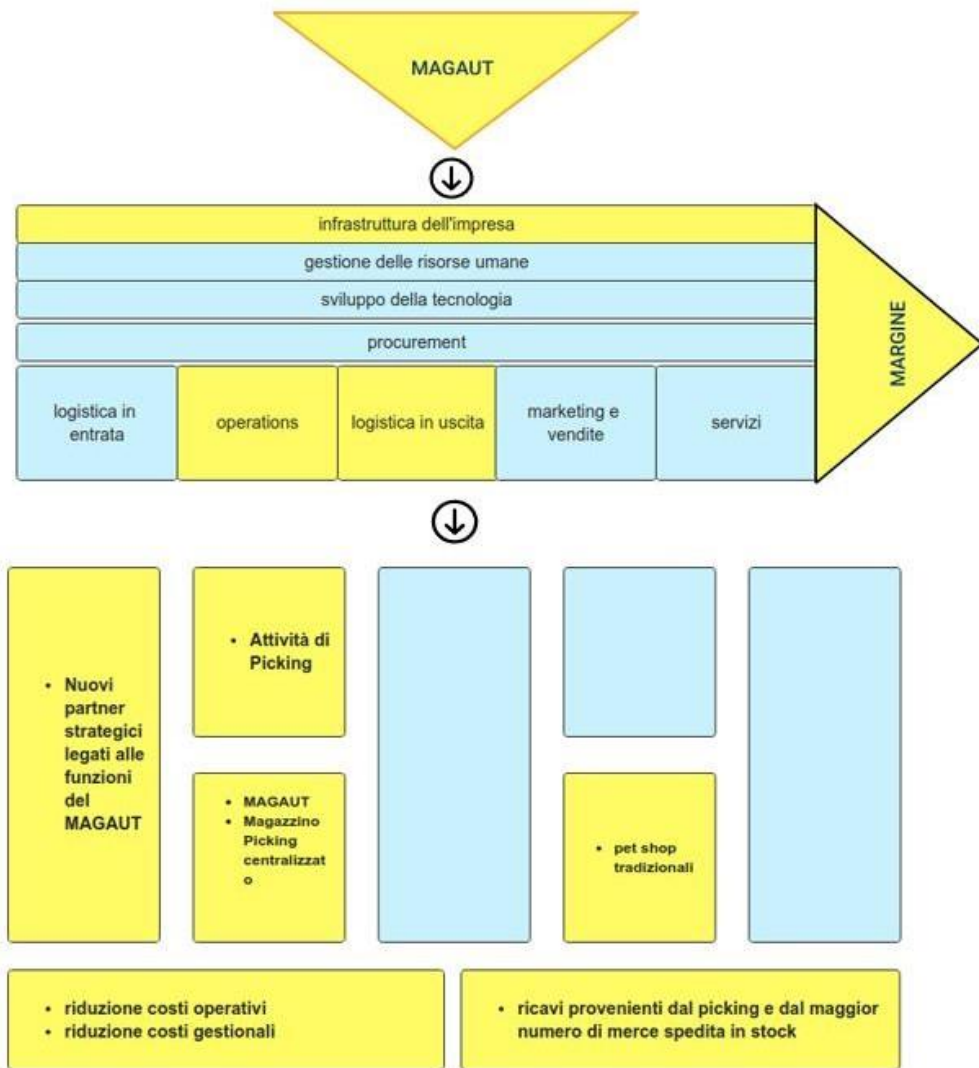 MAGAUT
infrastruttura dell'impresa
gestione delle risorse umane
sviluppo della tecnologia
procurement
logistica in
entrata
operations
logistica in uscita
marketing e
vendite
servizi
MARGINE
• Nuovi
partner
strategici
legati alle
funzioni
del
MAGAUT
• Attività di
Picking
• MAGAUT
• Magazzino
Picking
centralizzat
o
• pet shop
tradizionali
• riduzione costi operativi
• riduzione costi gestionali
• ricavi provenienti dal picking e dal maggior
numero di merce spedita in stock